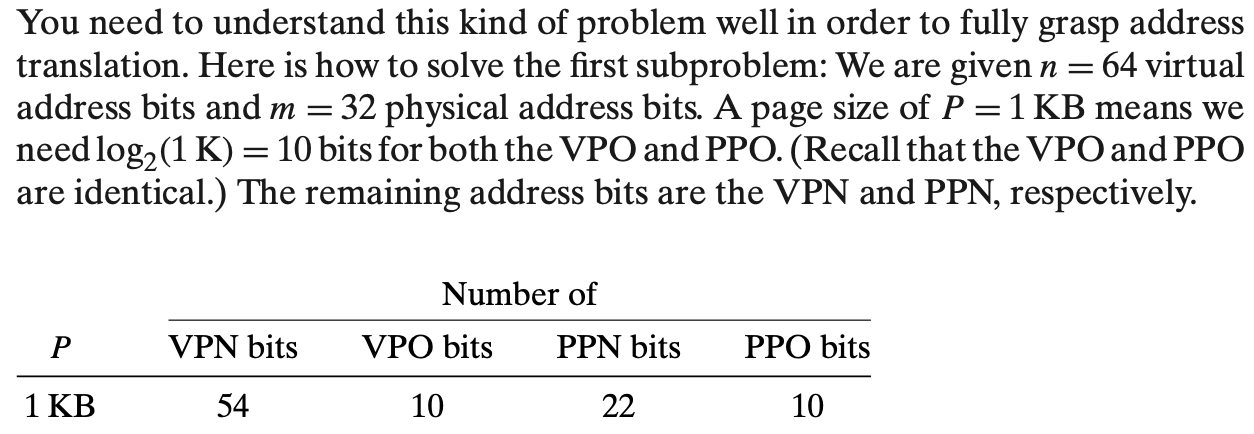 You need to understand this kind of problem well in order to fully grasp address
translation. Here is how to solve the first subproblem: We are given n = 64 virtual
address bits and m = 32 physical address bits. A page size of P = 1 KB means we
need log₂(1 K) = 10 bits for both the VPO and PPO. (Recall that the VPO and PPO
are identical.) The remaining address bits are the VPN and PPN, respectively.
Number of
P VPN bits VPO bits PPN bits PPO bits
1 KB 54 10 22 10